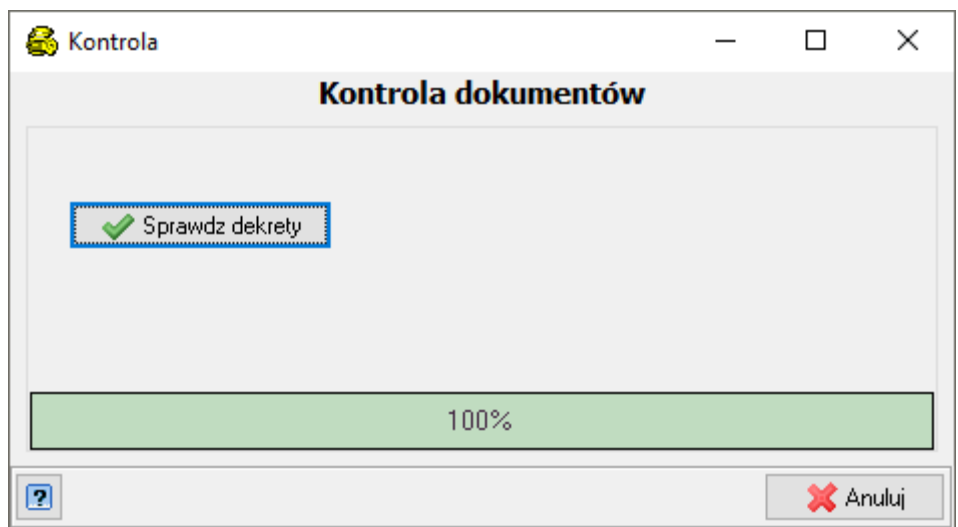 Kontrola
Kontrola dokumentów
Sprawdz dekrety
100%
?
Anuluj